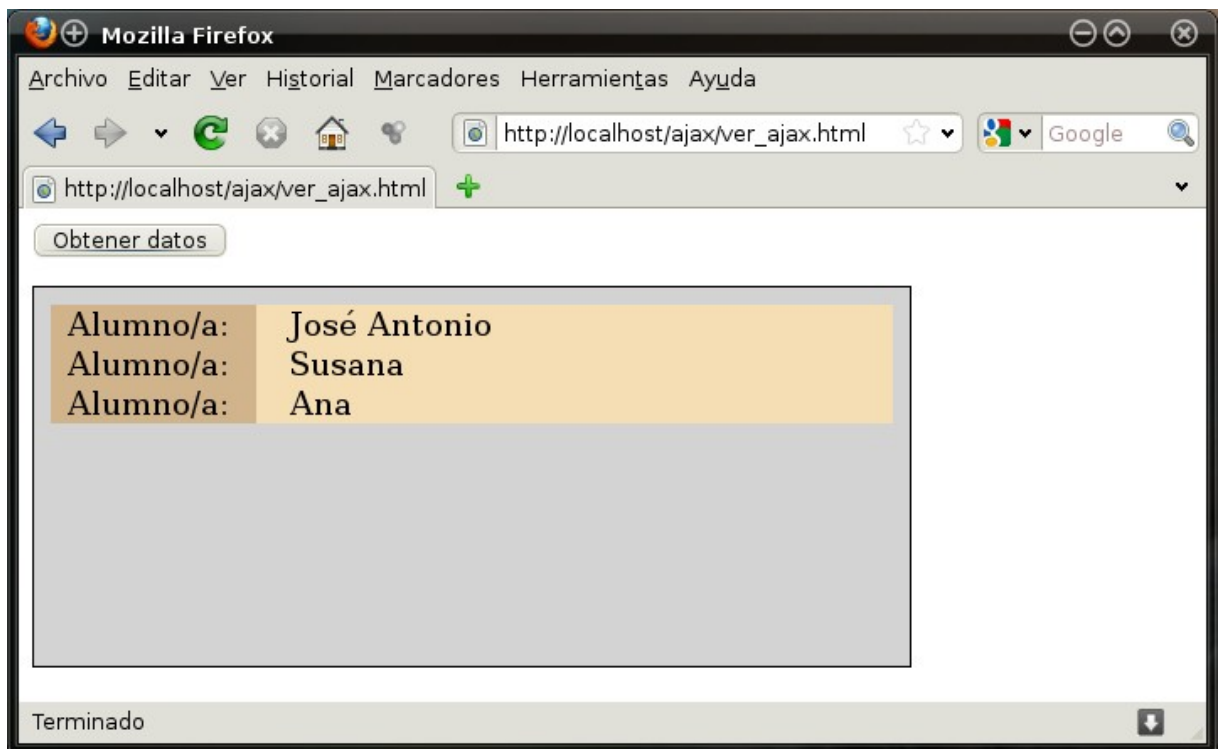 Mozilla Firefox
Archivo Editar Ver Historial Marcadores Herramientas Ayuda
http://localhost/ajax/ver_ajax.html Google
http://localhost/ajax/ver_ajax.html
Obtener datos
Alumno/a: José Antonio
Alumno/a: Susana
Alumno/a: Ana
Terminado